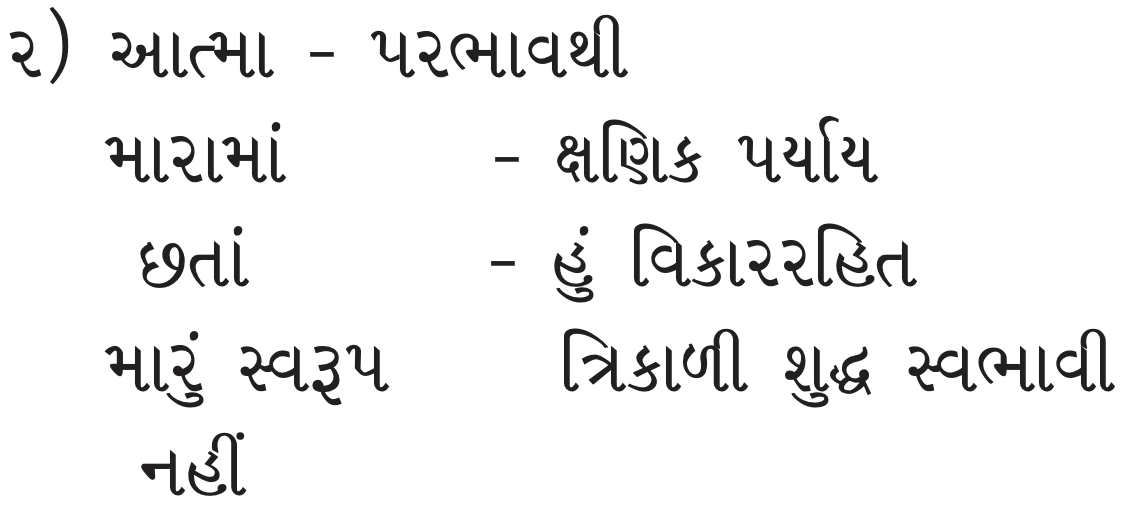 ૨) આત્મા - પરભાવથી
મારામાં - ક્ષણિક પર્યાય
છતાં - હું વિકારરહિત
મારું સ્વરૂપ ત્રિકાળી શુદ્ધ સ્વભાવી
નહીં